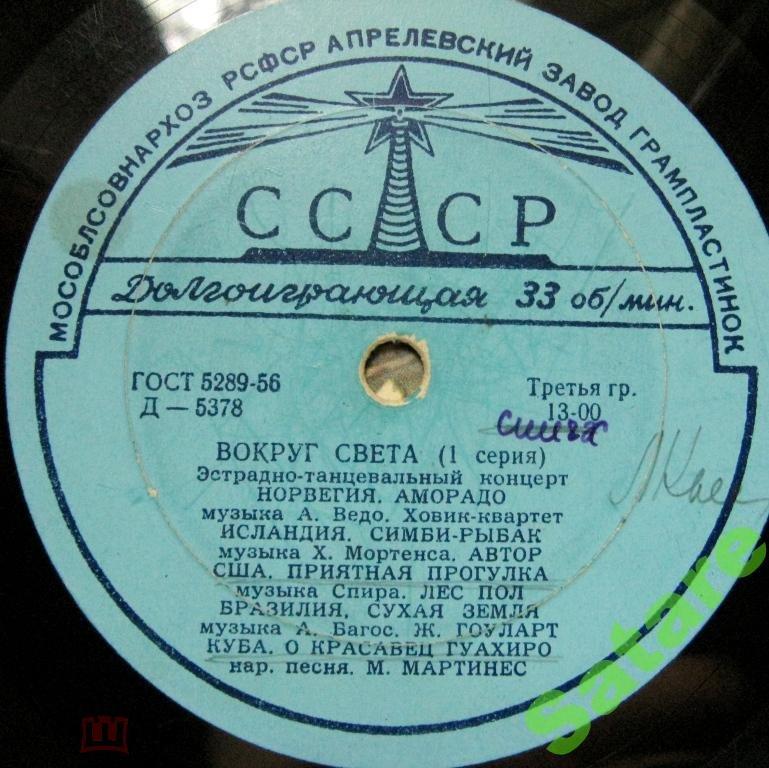 МОСОБЛСОВНАРХОЗ РСФСР АПРЕЛЕВСКИЙ ЗАВОД ГРАМПЛАСТИНОК
СССР
Долгоиграющая 33 об/мин.
ГОСТ 5289-56
Д — 5378
Третья гр.
13-00
ВОКРУГ СВЕТА (1 серия)
Эстрадно-танцевальный концерт
НОРВЕГИЯ. АМОРАДО
музыка А. Ведо. Ховик-квартет
ИСЛАНДИЯ. СИМБИ-РЫБАК
музыка Х. Мортенса. АВТОР
США. ПРИЯТНАЯ ПРОГУЛКА
музыка Спира. ЛЕС ПОЛ
БРАЗИЛИЯ. СУХАЯ ЗЕМЛЯ
музыка А. Багос. Ж. ГОУЛАРТ
КУБА. О КРАСАВЕЦ ГУАХИРО
нар. песня. М. МАРТИНЕС
Satare